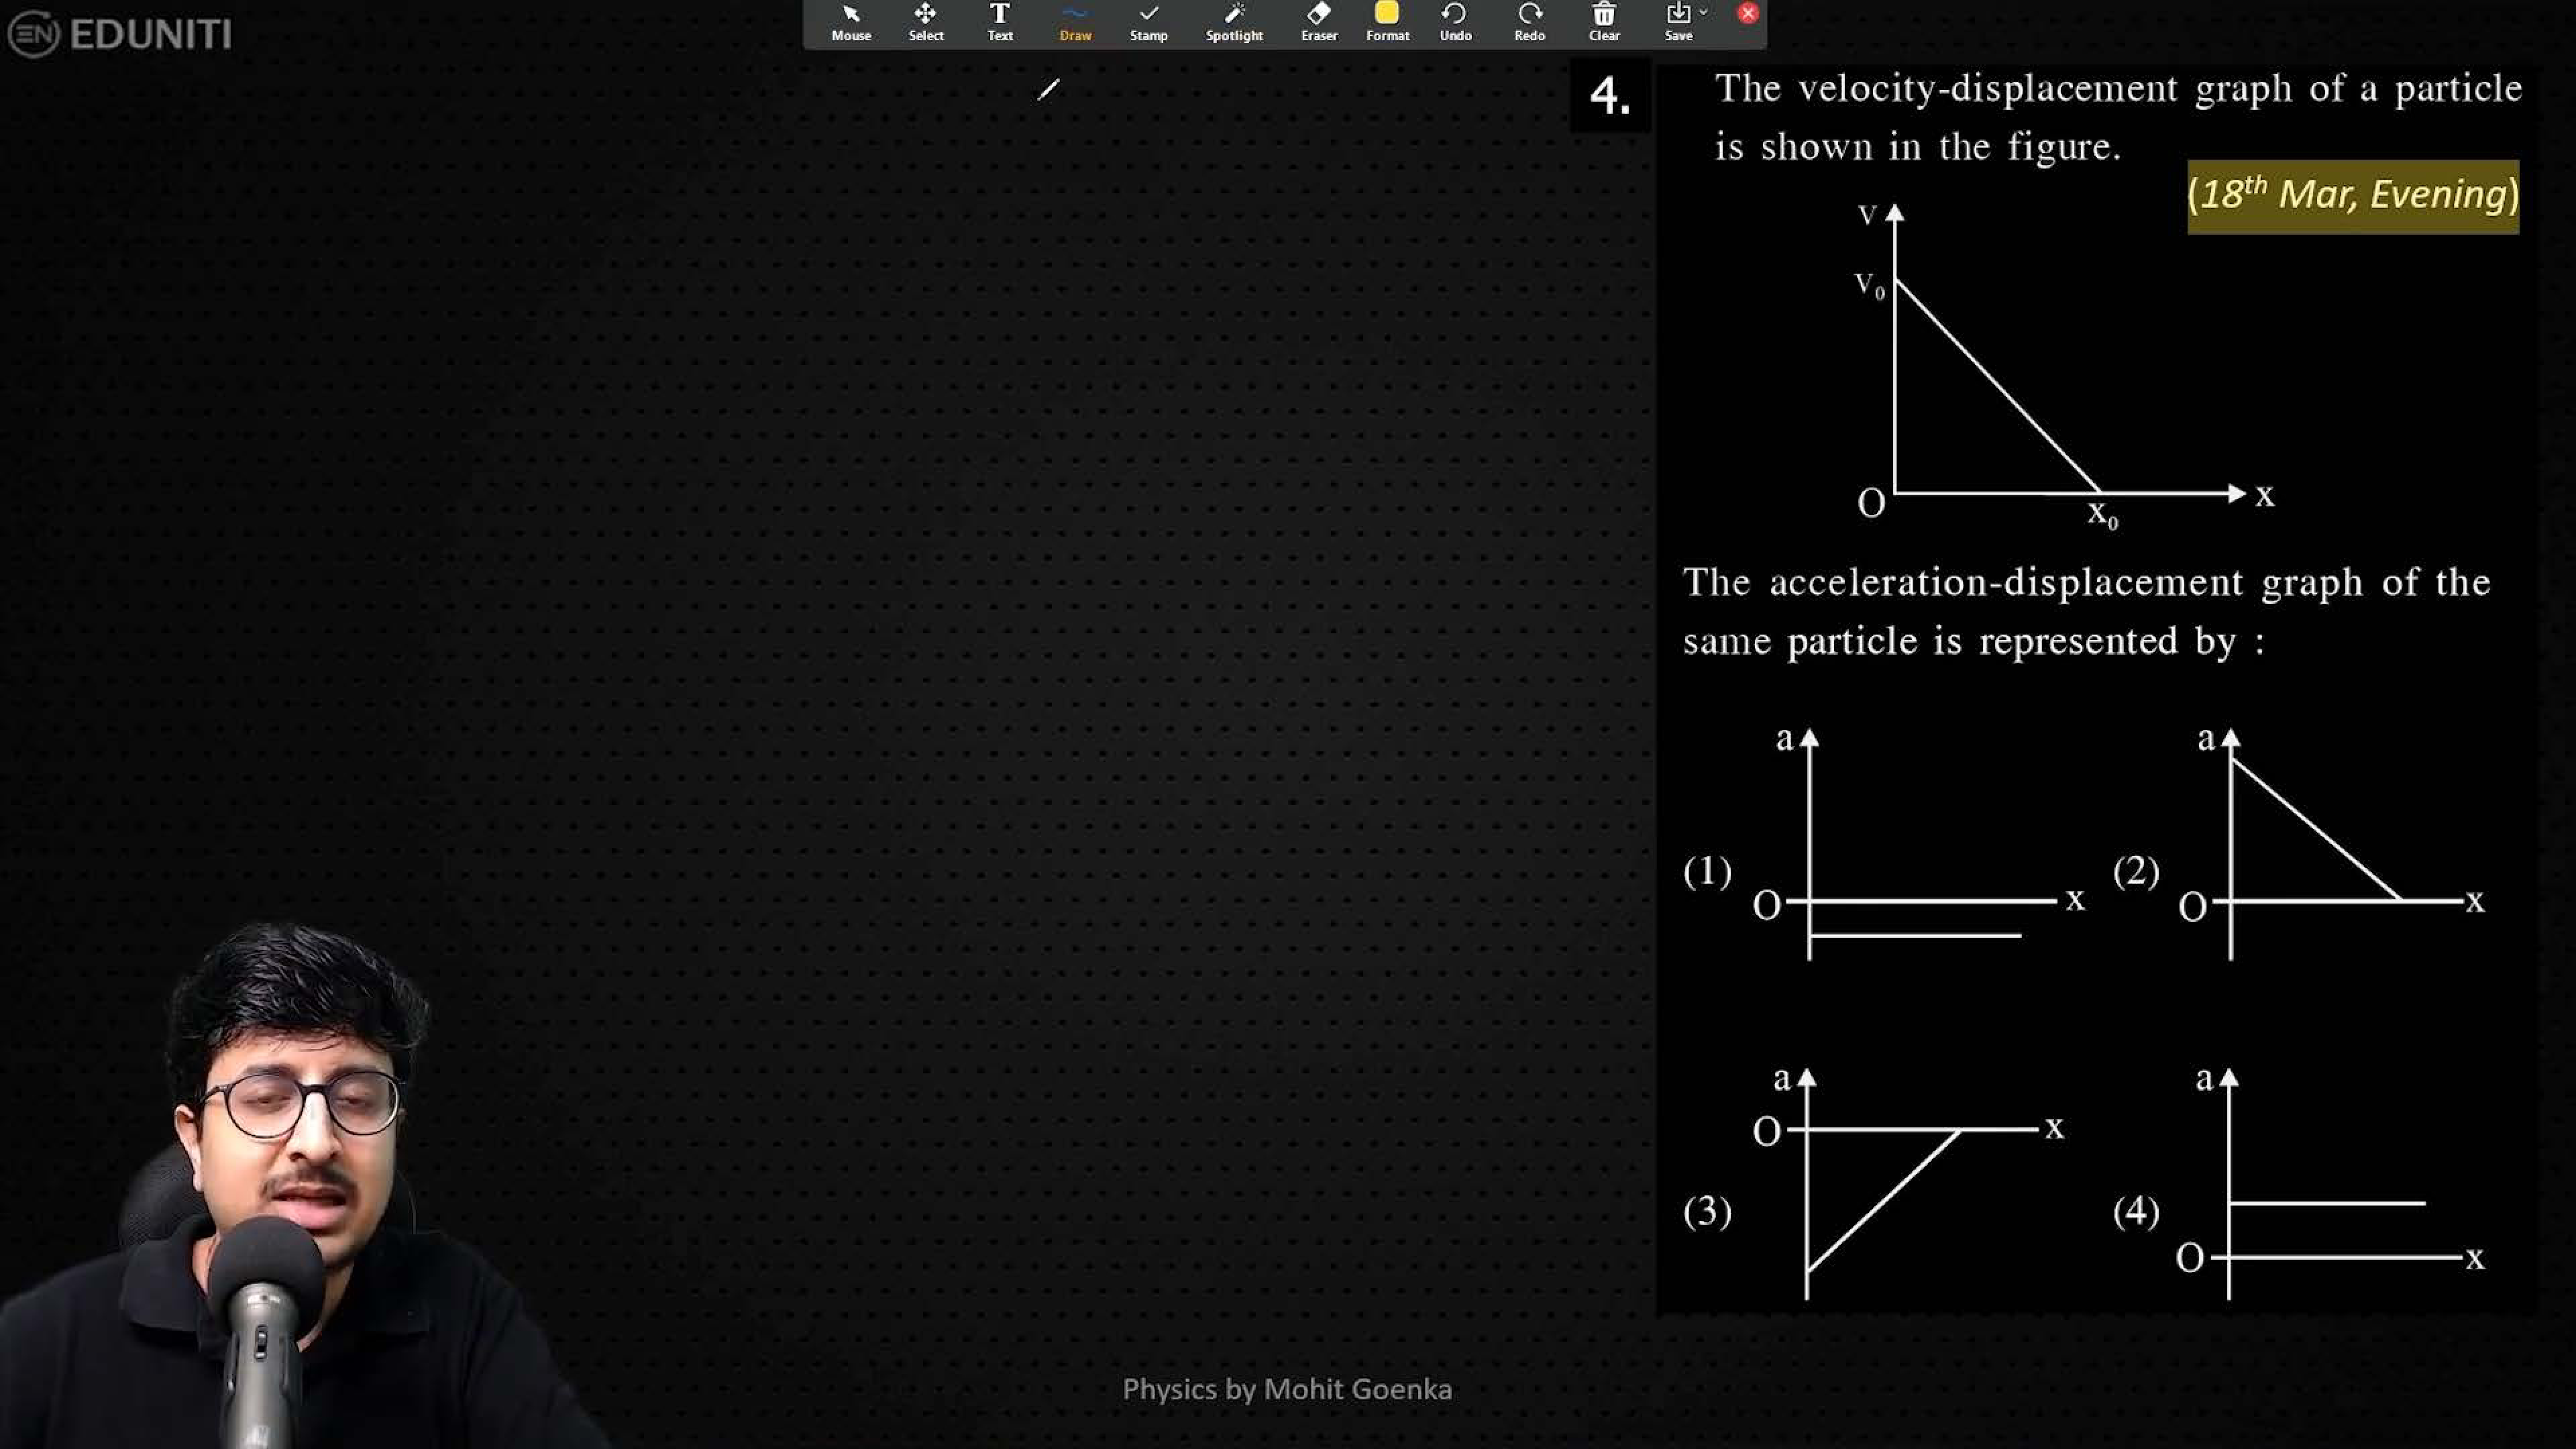 EN EDUNITI
Mouse Select Text Draw Stamp Spotlight Eraser Format Undo Redo Clear Save
4. The velocity-displacement graph of a particle
is shown in the figure.
(18th Mar, Evening)
v
v₀
O
x₀
x
The acceleration-displacement graph of the
same particle is represented by :
(1)
a
O
x
(2)
a
O
x
(3)
a
O
x
(4)
a
O
x
Physics by Mohit Goenka